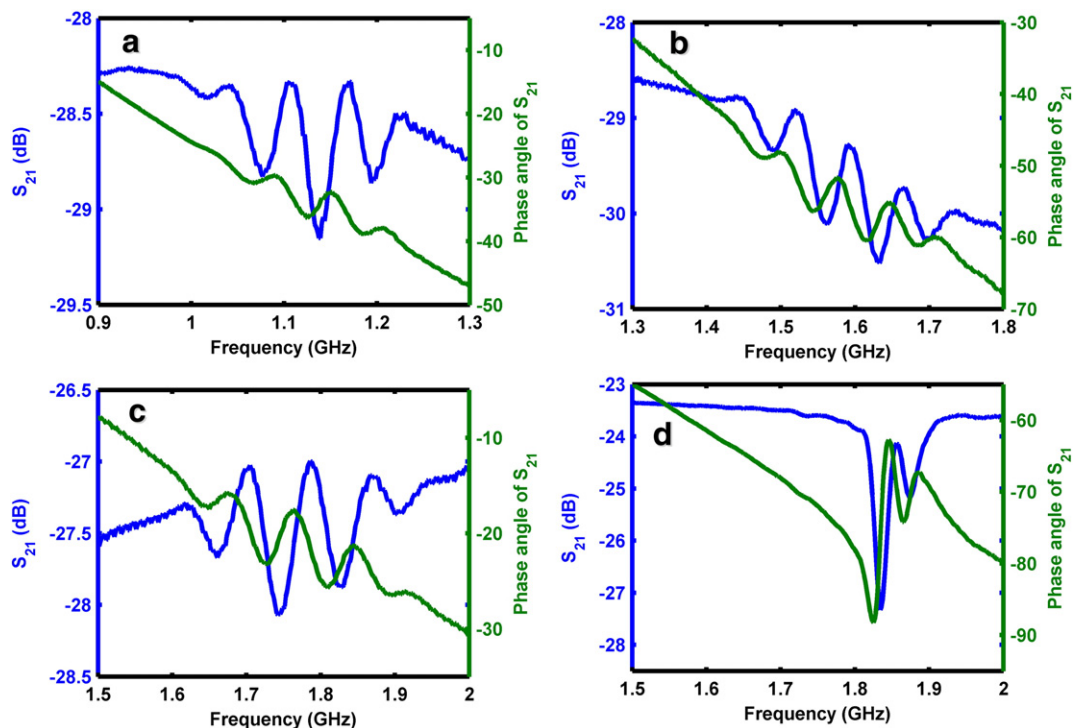 a
-28
-28.5
-29
-29.5
S21 (dB)
-10
-20
-30
-40
-50
Phase angle of S21
0.9 1 1.1 1.2 1.3
Frequency (GHz)
b
-28
-29
-30
-31
S21 (dB)
-30
-40
-50
-60
-70
Phase angle of S21
1.3 1.4 1.5 1.6 1.7 1.8
Frequency (GHz)
c
-26.5
-27
-27.5
-28
-28.5
S21 (dB)
-10
-20
-30
Phase angle of S21
1.5 1.6 1.7 1.8 1.9 2
Frequency (GHz)
d
-23
-24
-25
-26
-27
-28
S21 (dB)
-60
-70
-80
-90
Phase angle of S21
1.5 1.6 1.7 1.8 1.9 2
Frequency (GHz)